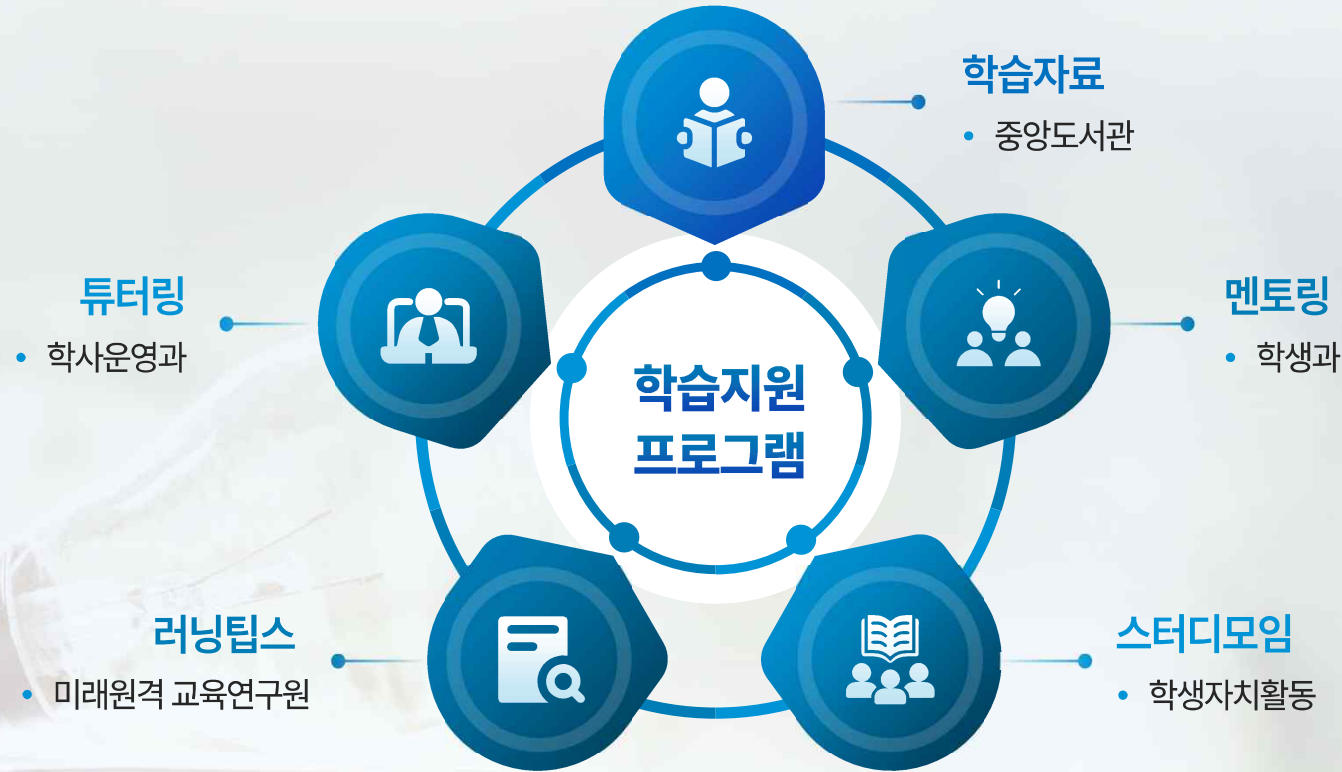 학습자료
• 중앙도서관
튜터링
• 학사운영과
멘토링
• 학생과
학습지원
프로그램
러닝팁스
• 미래원격 교육연구원
스터디모임
• 학생자치활동